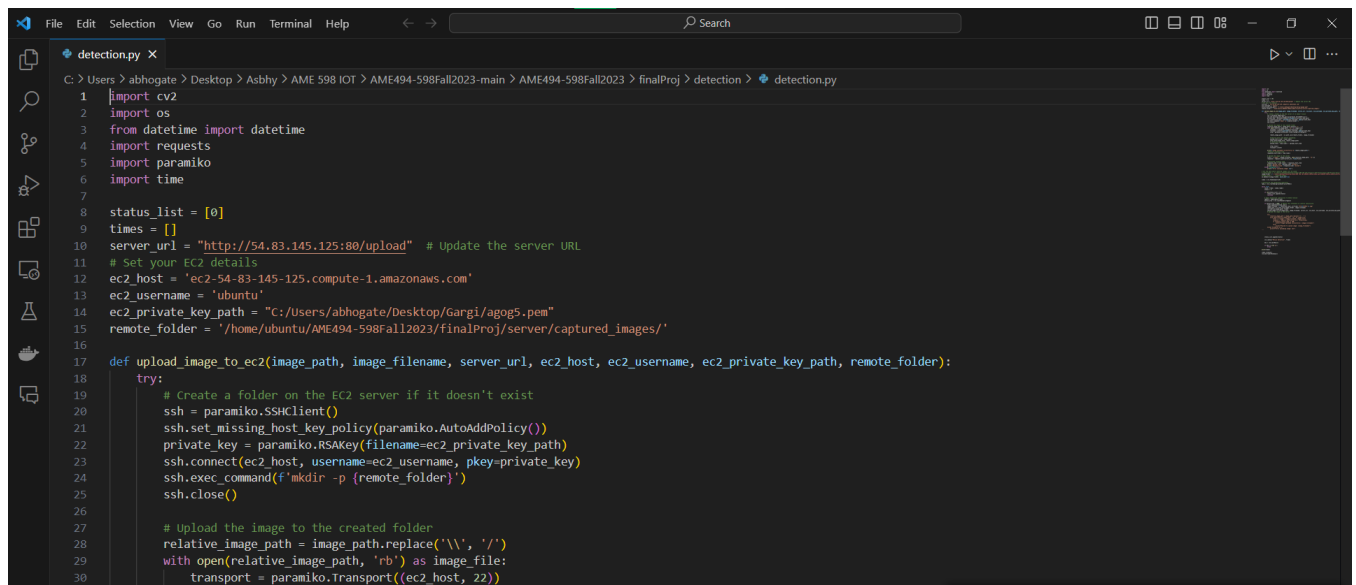 File Edit Selection View Go Run Terminal Help Search
detection.py
C: > Users > abhogate > Desktop > Asbhy > AME 598 IOT > AME494-598Fall2023-main > AME494-598Fall2023 > finalProj > detection > detection.py
1 import cv2
2 import os
3 from datetime import datetime
4 import requests
5 import paramiko
6 import time
7
8 status_list = [0]
9 times = []
10 server_url = "http://54.83.145.125:80/upload"  # Update the server URL
11 # Set your EC2 details
12 ec2_host = 'ec2-54-83-145-125.compute-1.amazonaws.com'
13 ec2_username = 'ubuntu'
14 ec2_private_key_path = "C:/Users/abhogate/Desktop/Gargi/agog5.pem"
15 remote_folder = '/home/ubuntu/AME494-598Fall2023/finalProj/server/captured_images/'
16
17 def upload_image_to_ec2(image_path, image_filename, server_url, ec2_host, ec2_username, ec2_private_key_path, remote_folder):
18     try:
19         # Create a folder on the EC2 server if it doesn't exist
20         ssh = paramiko.SSHClient()
21         ssh.set_missing_host_key_policy(paramiko.AutoAddPolicy())
22         private_key = paramiko.RSAKey(filename=ec2_private_key_path)
23         ssh.connect(ec2_host, username=ec2_username, pkey=private_key)
24         ssh.exec_command(f'mkdir -p {remote_folder}')
25         ssh.close()
26
27         # Upload the image to the created folder
28         relative_image_path = image_path.replace('\\', '/')
29         with open(relative_image_path, 'rb') as image_file:
30             transport = paramiko.Transport((ec2_host, 22))